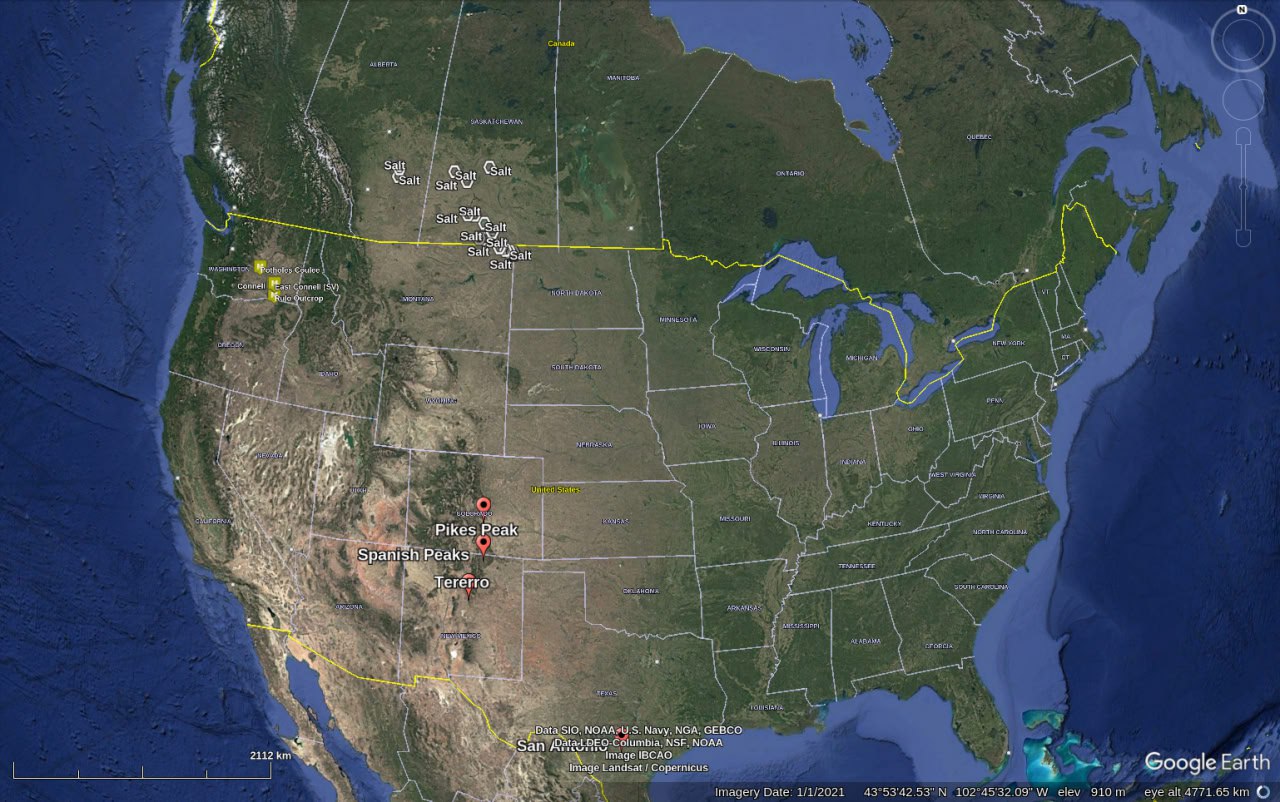 N
Canada
ALBERTA
MANITOBA
SASKATCHEWAN
QUEBEC
Salt
Salt
Salt
Salt
Salt
ONTARIO
Salt
Salt
Salt
Salt
Salt
Salt
Salt
Salt
WASHINGTON
Potholes Coulee
Connell
East Connell (SV)
Rulo Outcrop
MONTANA
NORTH DAKOTA
MINNESOTA
VT
MA
NEW YORK
OREGON
WISCONSIN
MICHIGAN
CT
IDAHO
SOUTH DAKOTA
WYOMING
PENN
IOWA
OHIO
NEBRASKA
ILLINOIS
NEVADA
INDIANA
WEST VIRGINIA
UTAH
United States
VIRGINIA
COLORADO
CALIFORNIA
KANSAS
MISSOURI
KENTUCKY
Pikes Peak
NORTH CAROLINA
Spanish Peaks
TENNESSEE
Tererro
SOUTH CAROLINA
OKLAHOMA
ARIZONA
ARKANSAS
MISSISSIPPI
NEW MEXICO
ALABAMA
GEORGIA
TEXAS
LOUISIANA
Data SIO, NOAA, U.S. Navy, NGA, GEBCO
San Antonio
Data LDEO-Columbia, NSF, NOAA
Image IBCAO
Image Landsat / Copernicus
2112 km
Google Earth
Imagery Date: 1/1/2021 43°53'42.53" N 102°45'32.09" W elev 910 m eye alt 4771.65 km